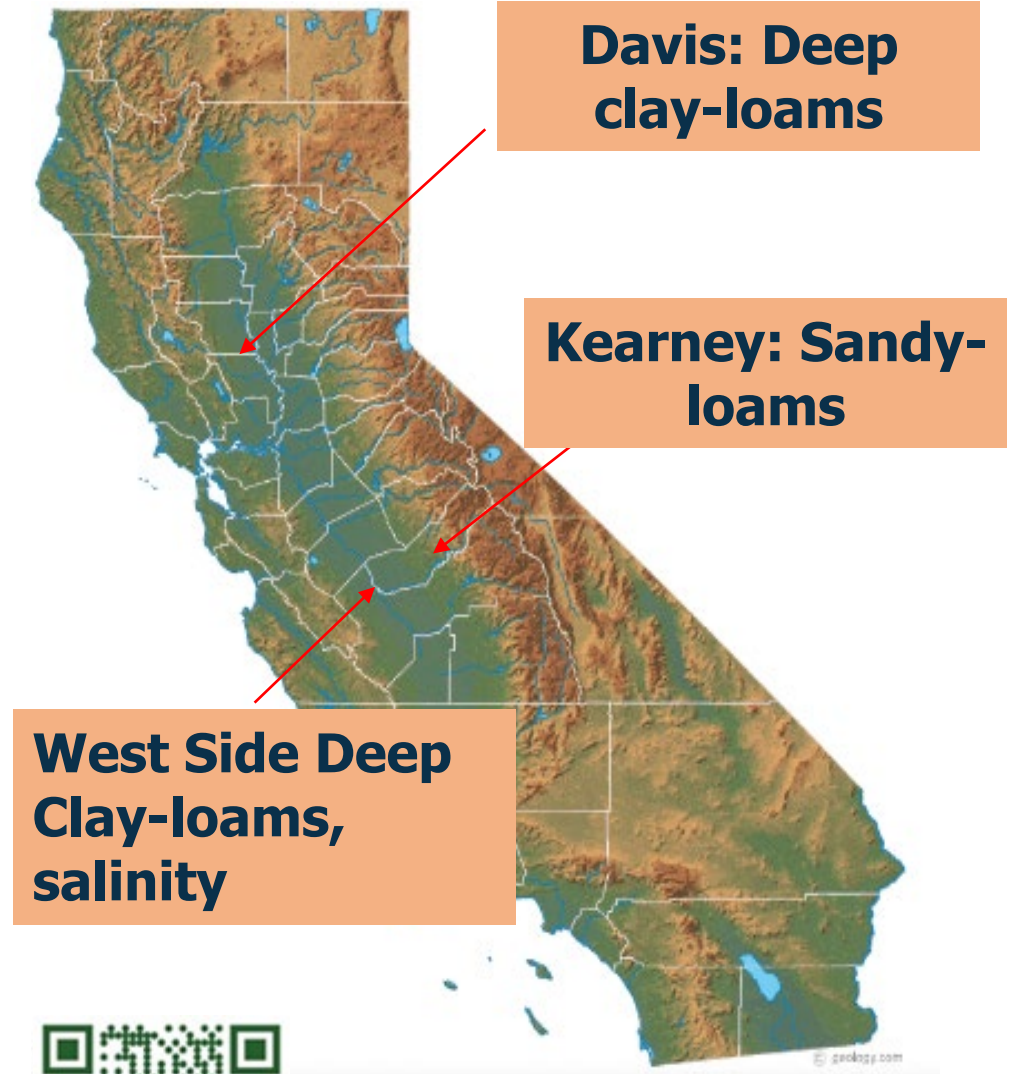 Davis: Deep
clay-loams
Kearney: Sandy-
loams
West Side Deep
Clay-loams,
salinity
© geology.com